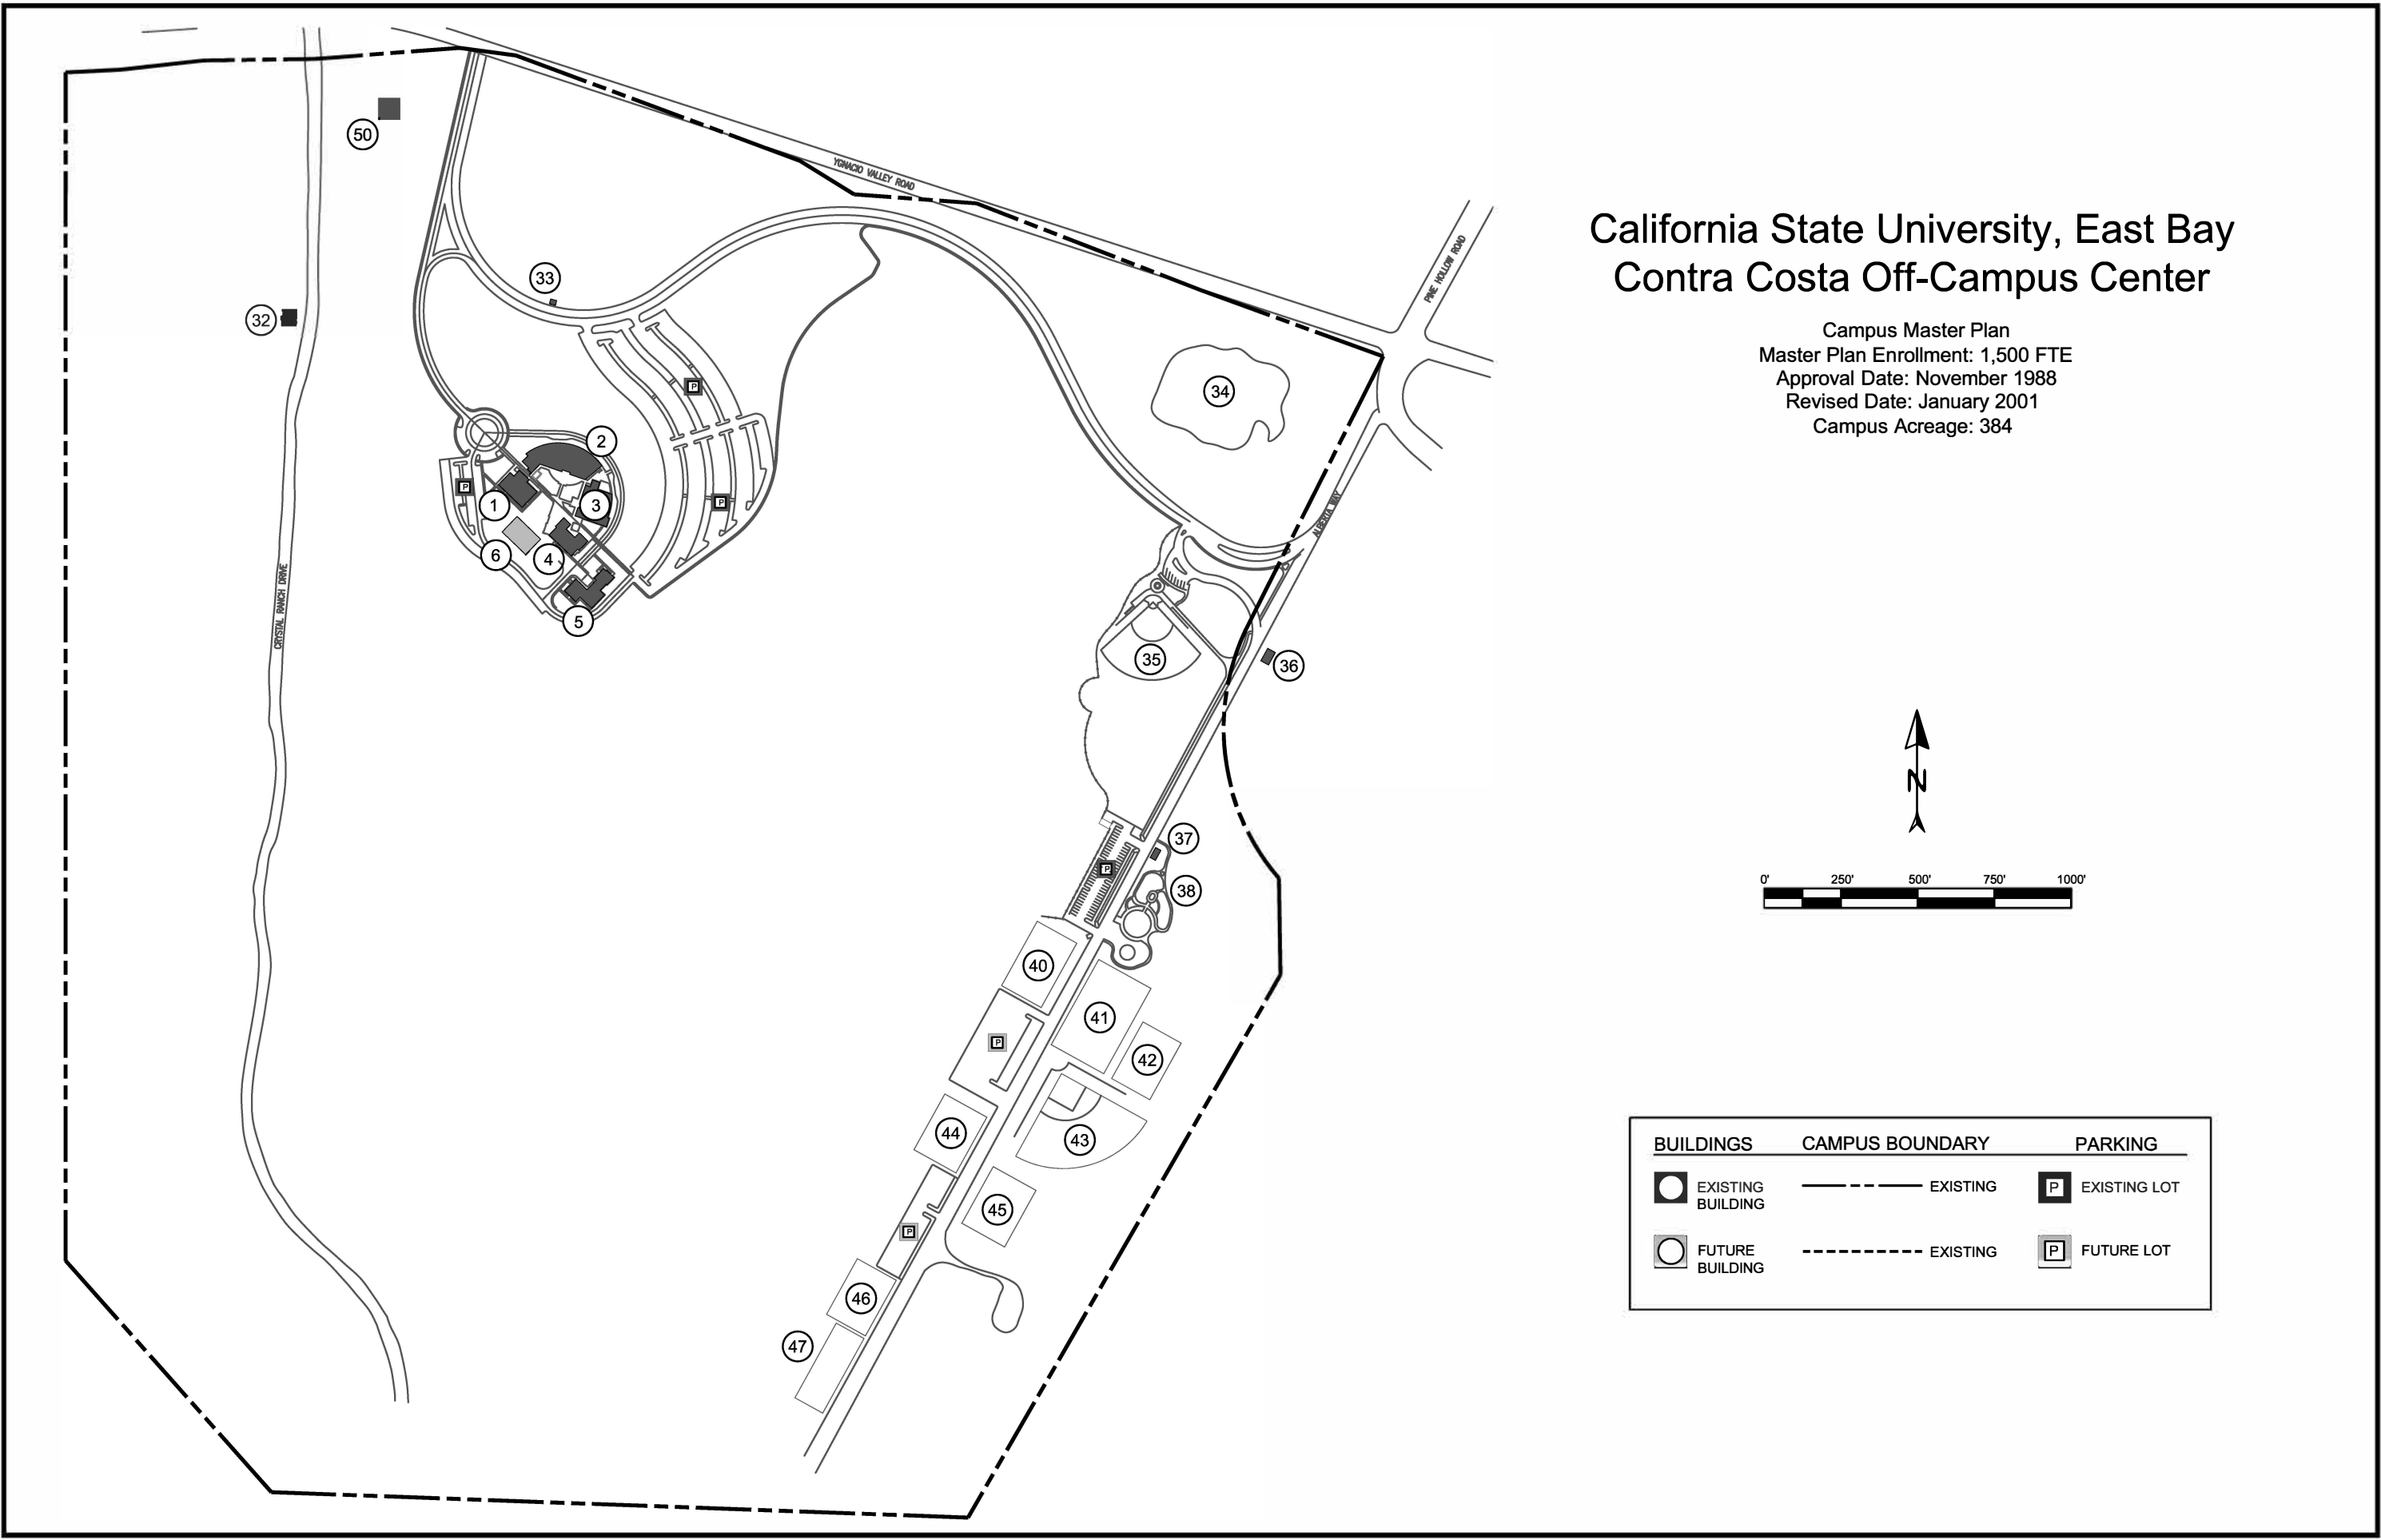 California State University, East Bay
Contra Costa Off-Campus Center
Campus Master Plan
Master Plan Enrollment: 1,500 FTE
Approval Date: November 1988
Revised Date: January 2001
Campus Acreage: 384
50
YGNACIO VALLEY ROAD
PINE HOLLOW ROAD
33
32
P
34
2
P
1
3
P
6
4
5
ALBERTA WAY
CRYSTAL RANCH DRIVE
35
36
N
37
P
38
0'
250'
500'
750'
1000'
40
41
P
42
44
43
45
P
46
47
BUILDINGS
CAMPUS BOUNDARY
PARKING
EXISTING
BUILDING
EXISTING
P
EXISTING LOT
FUTURE
BUILDING
EXISTING
P
FUTURE LOT